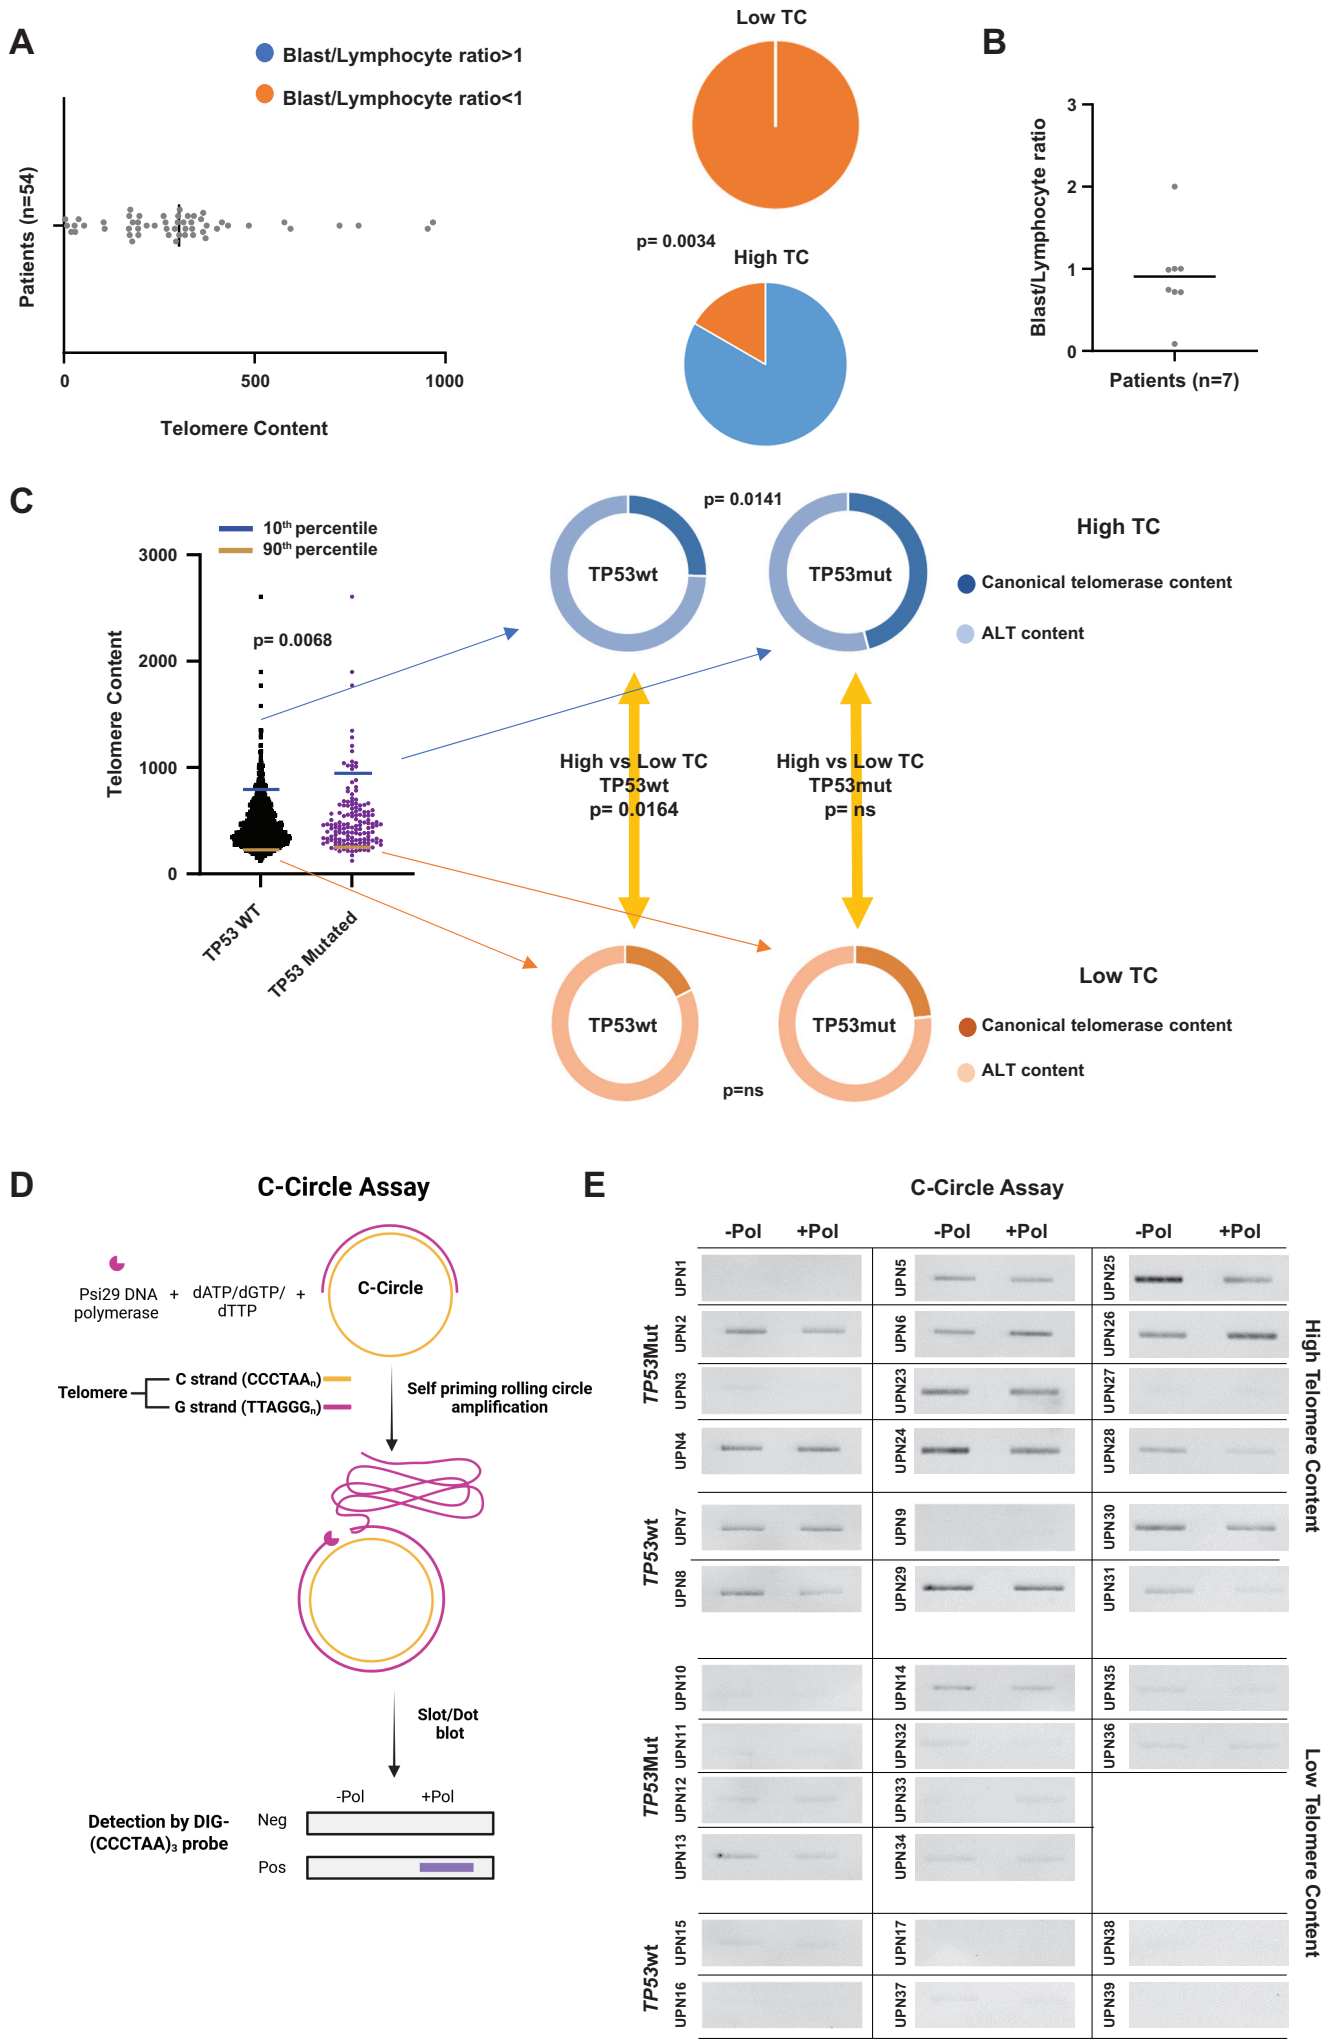 A
Blast/Lymphocyte ratio>1
Blast/Lymphocyte ratio<1
Patients (n=54)
0
500
1000
Telomere Content
Low TC
p= 0.0034
High TC
B
Blast/Lymphocyte ratio
3
2
1
0
Patients (n=7)
C
10th percentile
90th percentile
Telomere Content
3000
2000
1000
0
p= 0.0068
TP53 WT
TP53 Mutated
TP53wt
p= 0.0141
TP53mut
High TC
Canonical telomerase content
ALT content
High vs Low TC
TP53wt
p= 0.0164
High vs Low TC
TP53mut
p= ns
TP53wt
TP53mut
p=ns
Low TC
Canonical telomerase content
ALT content
D
C-Circle Assay
Psi29 DNA
polymerase
+
dATP/dGTP/
dTTP
+
C-Circle
Telomere
C strand (CCCTAAn)
G strand (TTAGGGn)
Self priming rolling circle
amplification
Slot/Dot
blot
-Pol
+Pol
Detection by DIG-
(CCCTAA)3 probe
Neg
Pos
E
C-Circle Assay
-Pol
+Pol
-Pol
+Pol
-Pol
+Pol
TP53Mut
UPN1
UPN5
UPN25
UPN2
UPN6
UPN26
UPN3
UPN23
UPN27
UPN4
UPN24
UPN28
TP53wt
UPN7
UPN9
UPN30
UPN8
UPN29
UPN31
High Telomere Content
TP53Mut
UPN10
UPN14
UPN35
UPN11
UPN32
UPN36
UPN12
UPN33
UPN13
UPN34
TP53wt
UPN15
UPN17
UPN38
UPN16
UPN37
UPN39
Low Telomere Content